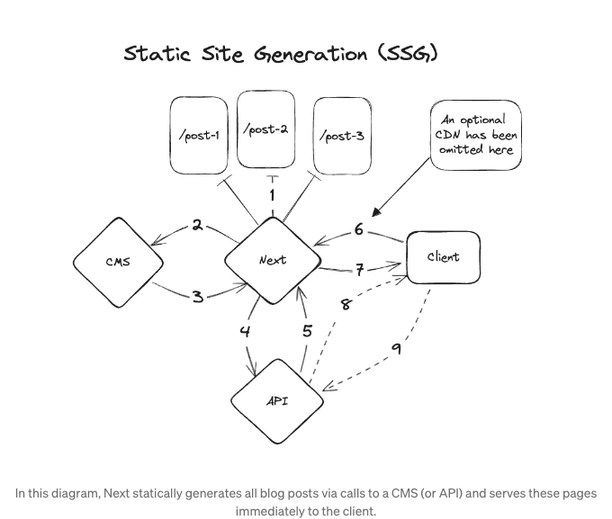 Static Site Generation (SSG)
/post-1
/post-2
/post-3
An optional
CDN has been
omitted here
1
2
6
CMS
Next
Client
7
3
8
4
5
9
API
In this diagram, Next statically generates all blog posts via calls to a CMS (or API) and serves these pages
immediately to the client.